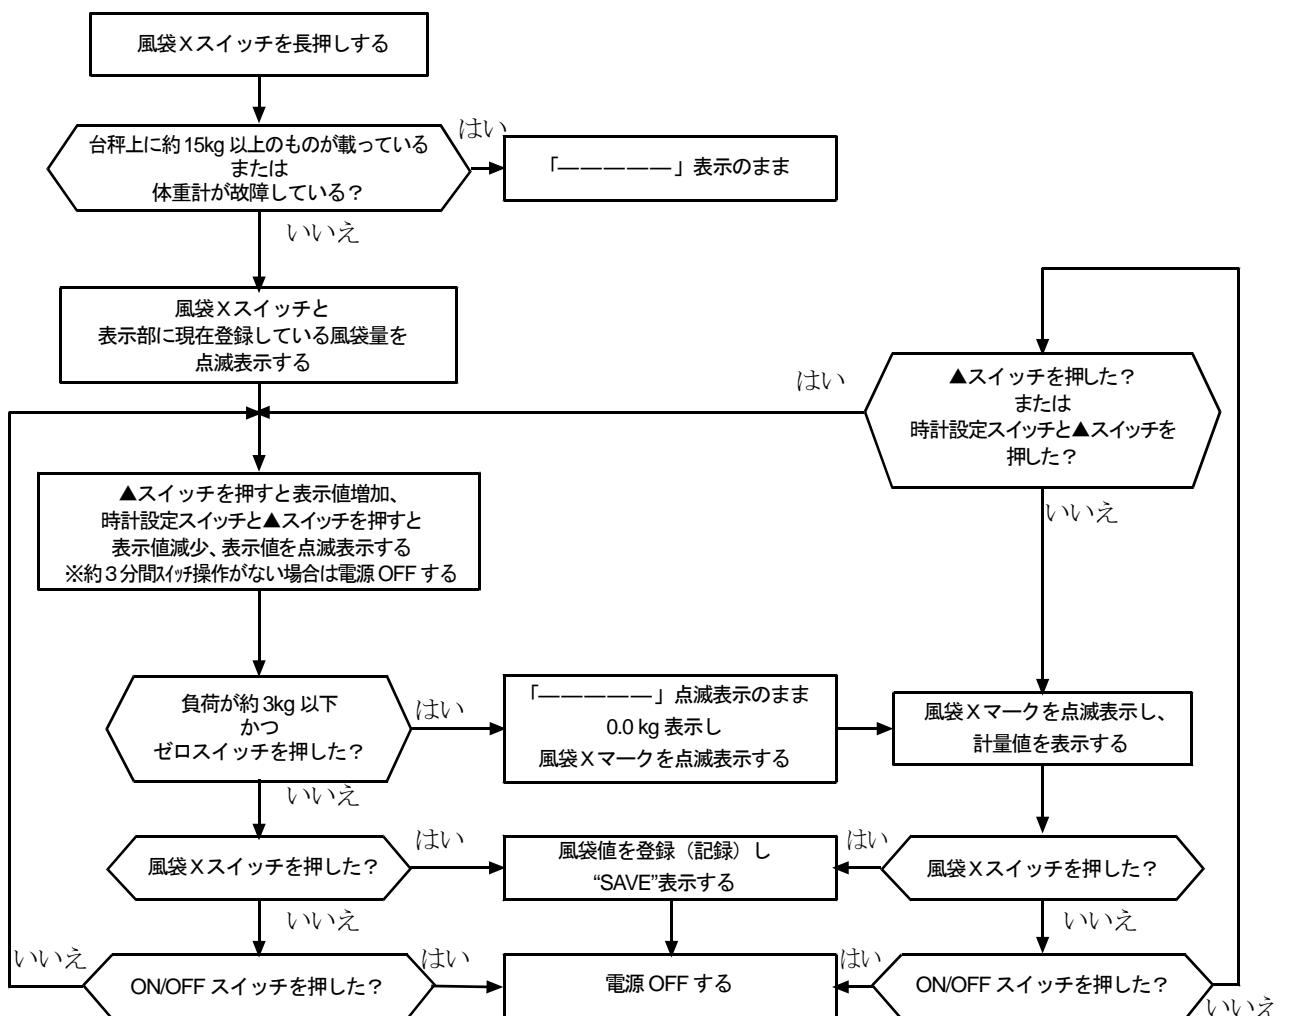 風袋Xスイッチを長押しする
台秤上に約15kg 以上のものが載っている
または
体重計が故障している？
はい
「―――――」表示のまま
いいえ
風袋Xスイッチと
表示部に現在登録している風袋量を
点滅表示する
はい
▲スイッチを押した？
または
時計設定スイッチと▲スイッチを
押した？
いいえ
▲スイッチを押すと表示値増加、
時計設定スイッチと▲スイッチを押すと
表示値減少、表示値を点滅表示する
※約３分間ｽｲｯﾁ操作がない場合は電源 OFF する
負荷が約3kg 以下
かつ
ゼロスイッチを押した？
はい
「―――――」点滅表示のまま
0.0 kg 表示し
風袋Xマークを点滅表示する
風袋Xマークを点滅表示し、
計量値を表示する
いいえ
風袋Xスイッチを押した？
はい
風袋値を登録（記録）し
“SAVE”表示する
はい
風袋Xスイッチを押した？
いいえ
いいえ
いいえ
ON/OFF スイッチを押した？
はい
電源 OFF する
はい
ON/OFF スイッチを押した？
いいえ